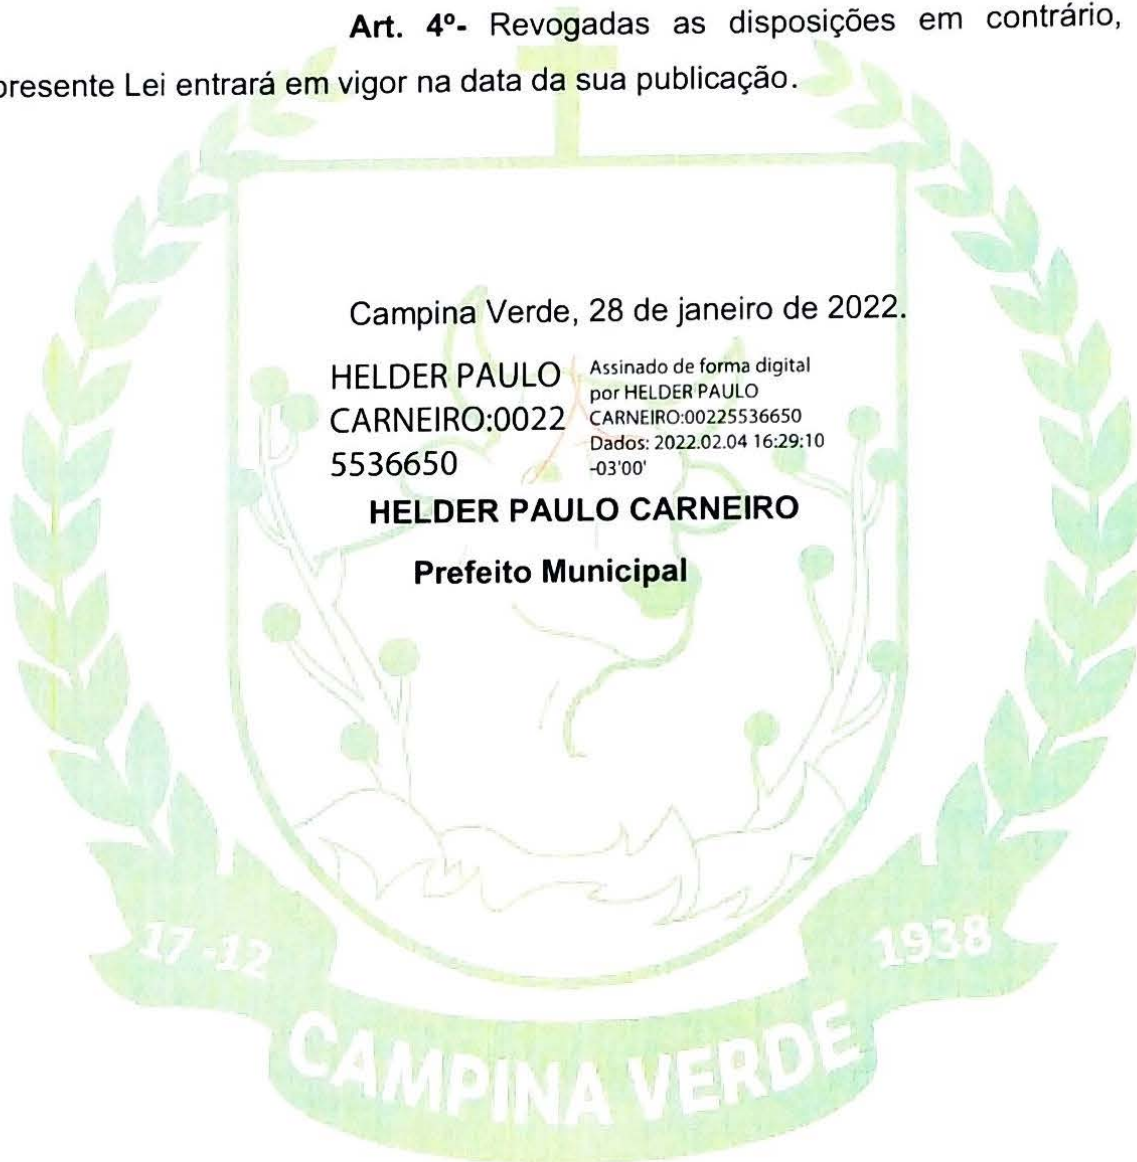 Art. 4º- Revogadas as disposições em contrário,
presente Lei entrará em vigor na data da sua publicação.
Campina Verde, 28 de janeiro de 2022.
HELDER PAULO
CARNEIRO:0022
5536650
Assinado de forma digital
por HELDER PAULO
CARNEIRO:00225536650
Dados: 2022.02.04 16:29:10
-03'00'
HELDER PAULO CARNEIRO
Prefeito Municipal
17-12
1938
CAMPINA VERDE